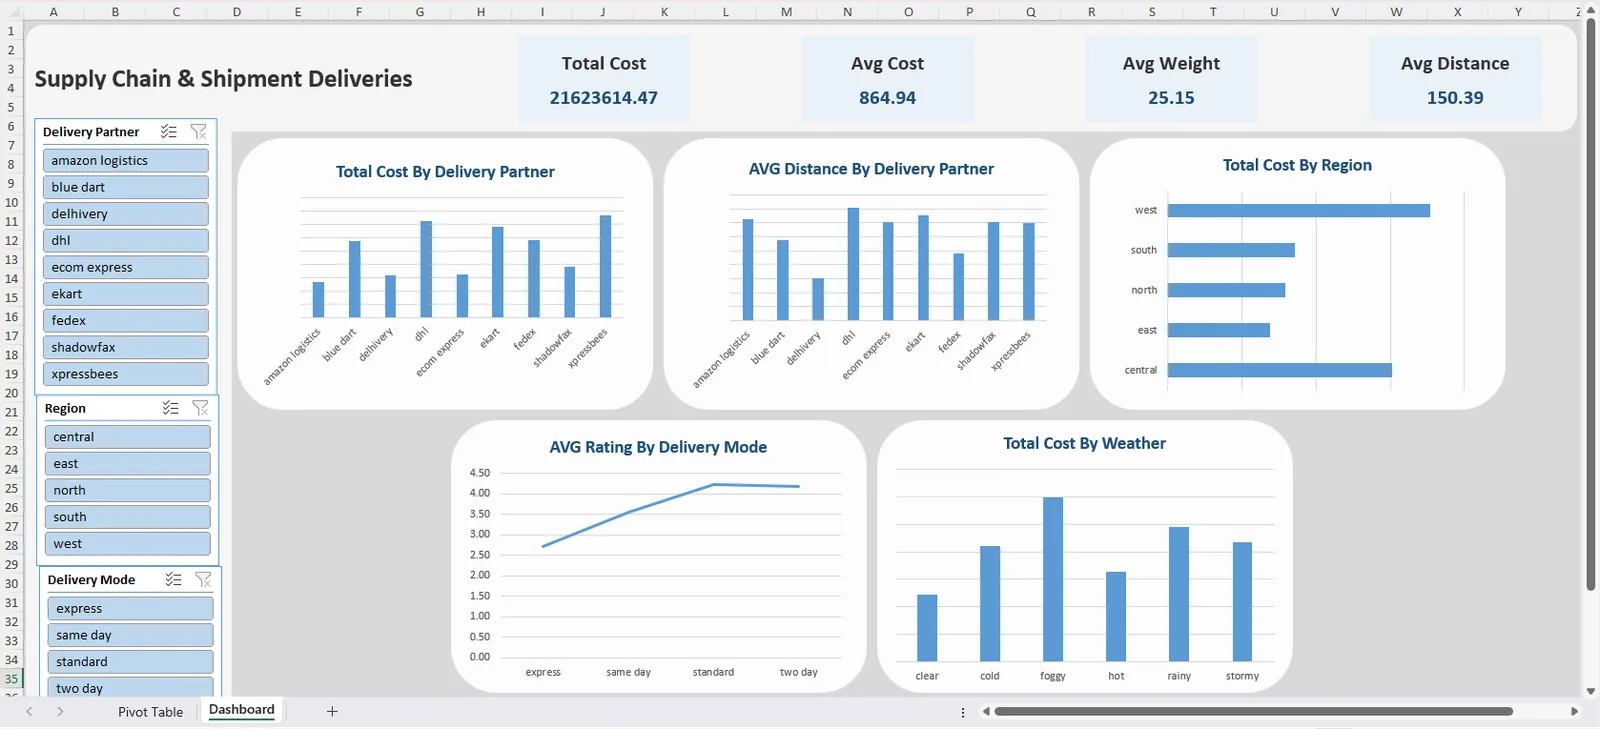 A B C D E F G H I J K L M N O P Q R S T U V W X Y Z
1
2
3
4
5
6
7
8
9
10
11
12
13
14
15
16
17
18
19
20
21
22
23
24
25
26
27
28
29
30
31
32
33
34
35
Supply Chain & Shipment Deliveries
Total Cost
21623614.47
Avg Cost
864.94
Avg Weight
25.15
Avg Distance
150.39
Delivery Partner
amazon logistics
blue dart
delhivery
dhl
ecom express
ekart
fedex
shadowfax
xpressbees
Region
central
east
north
south
west
Delivery Mode
express
same day
standard
two day
Total Cost By Delivery Partner
amazon logistics
blue dart
delhivery
dhl
ecom express
ekart
fedex
shadowfax
xpressbees
AVG Distance By Delivery Partner
amazon logistics
blue dart
delhivery
dhl
ecom express
ekart
fedex
shadowfax
xpressbees
Total Cost By Region
west
south
north
east
central
AVG Rating By Delivery Mode
4.50
4.00
3.50
3.00
2.50
2.00
1.50
1.00
0.50
0.00
express same day standard two day
Total Cost By Weather
clear cold foggy hot rainy stormy
Pivot Table Dashboard